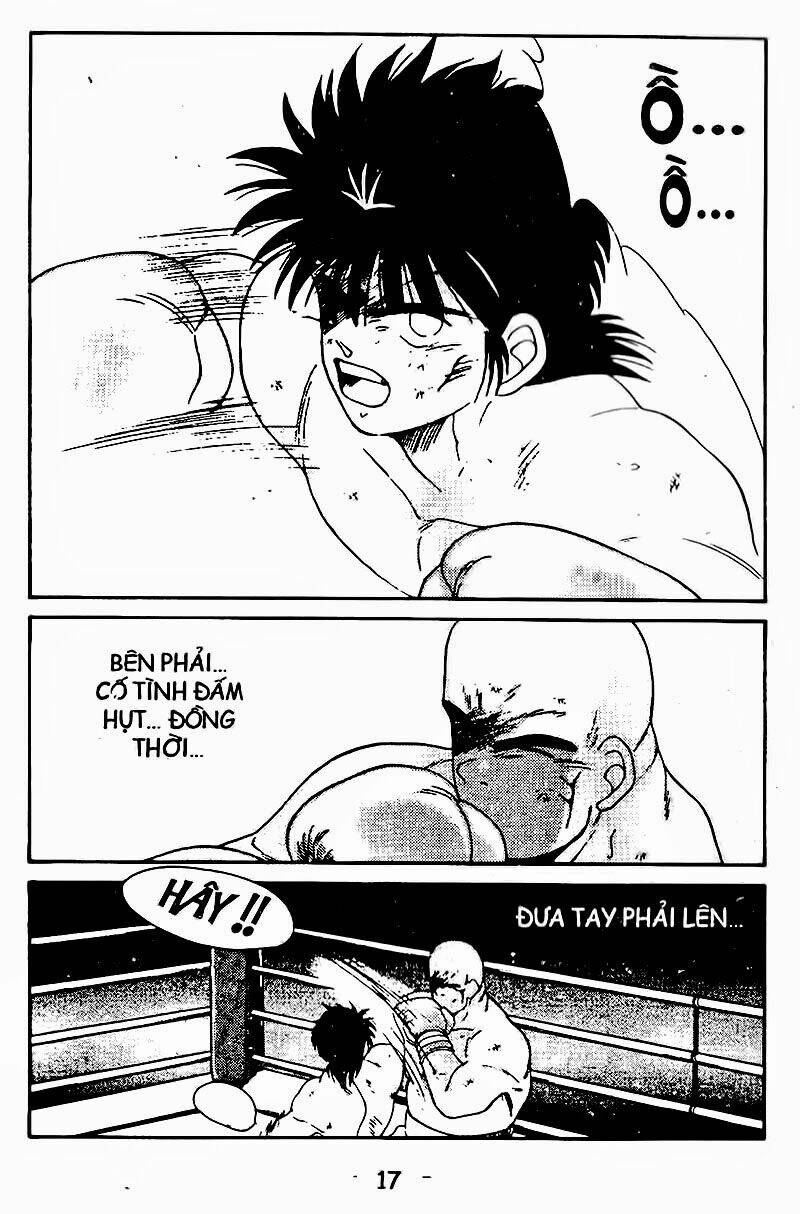 Ồ...
Ồ...
BÊN PHẢI...
CỐ TÌNH ĐẤM
HỤT... ĐỒNG
THỜI...
HÂY!!
ĐƯA TAY PHẢI LÊN...
- 17 -